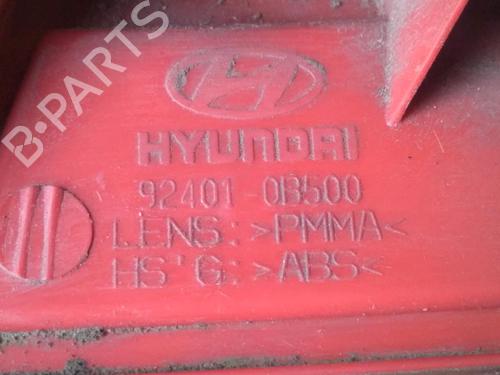 B-PARTS
HYUNDAI
92401-0B500
LENS:>PMMA<
HS'G:>ABS<